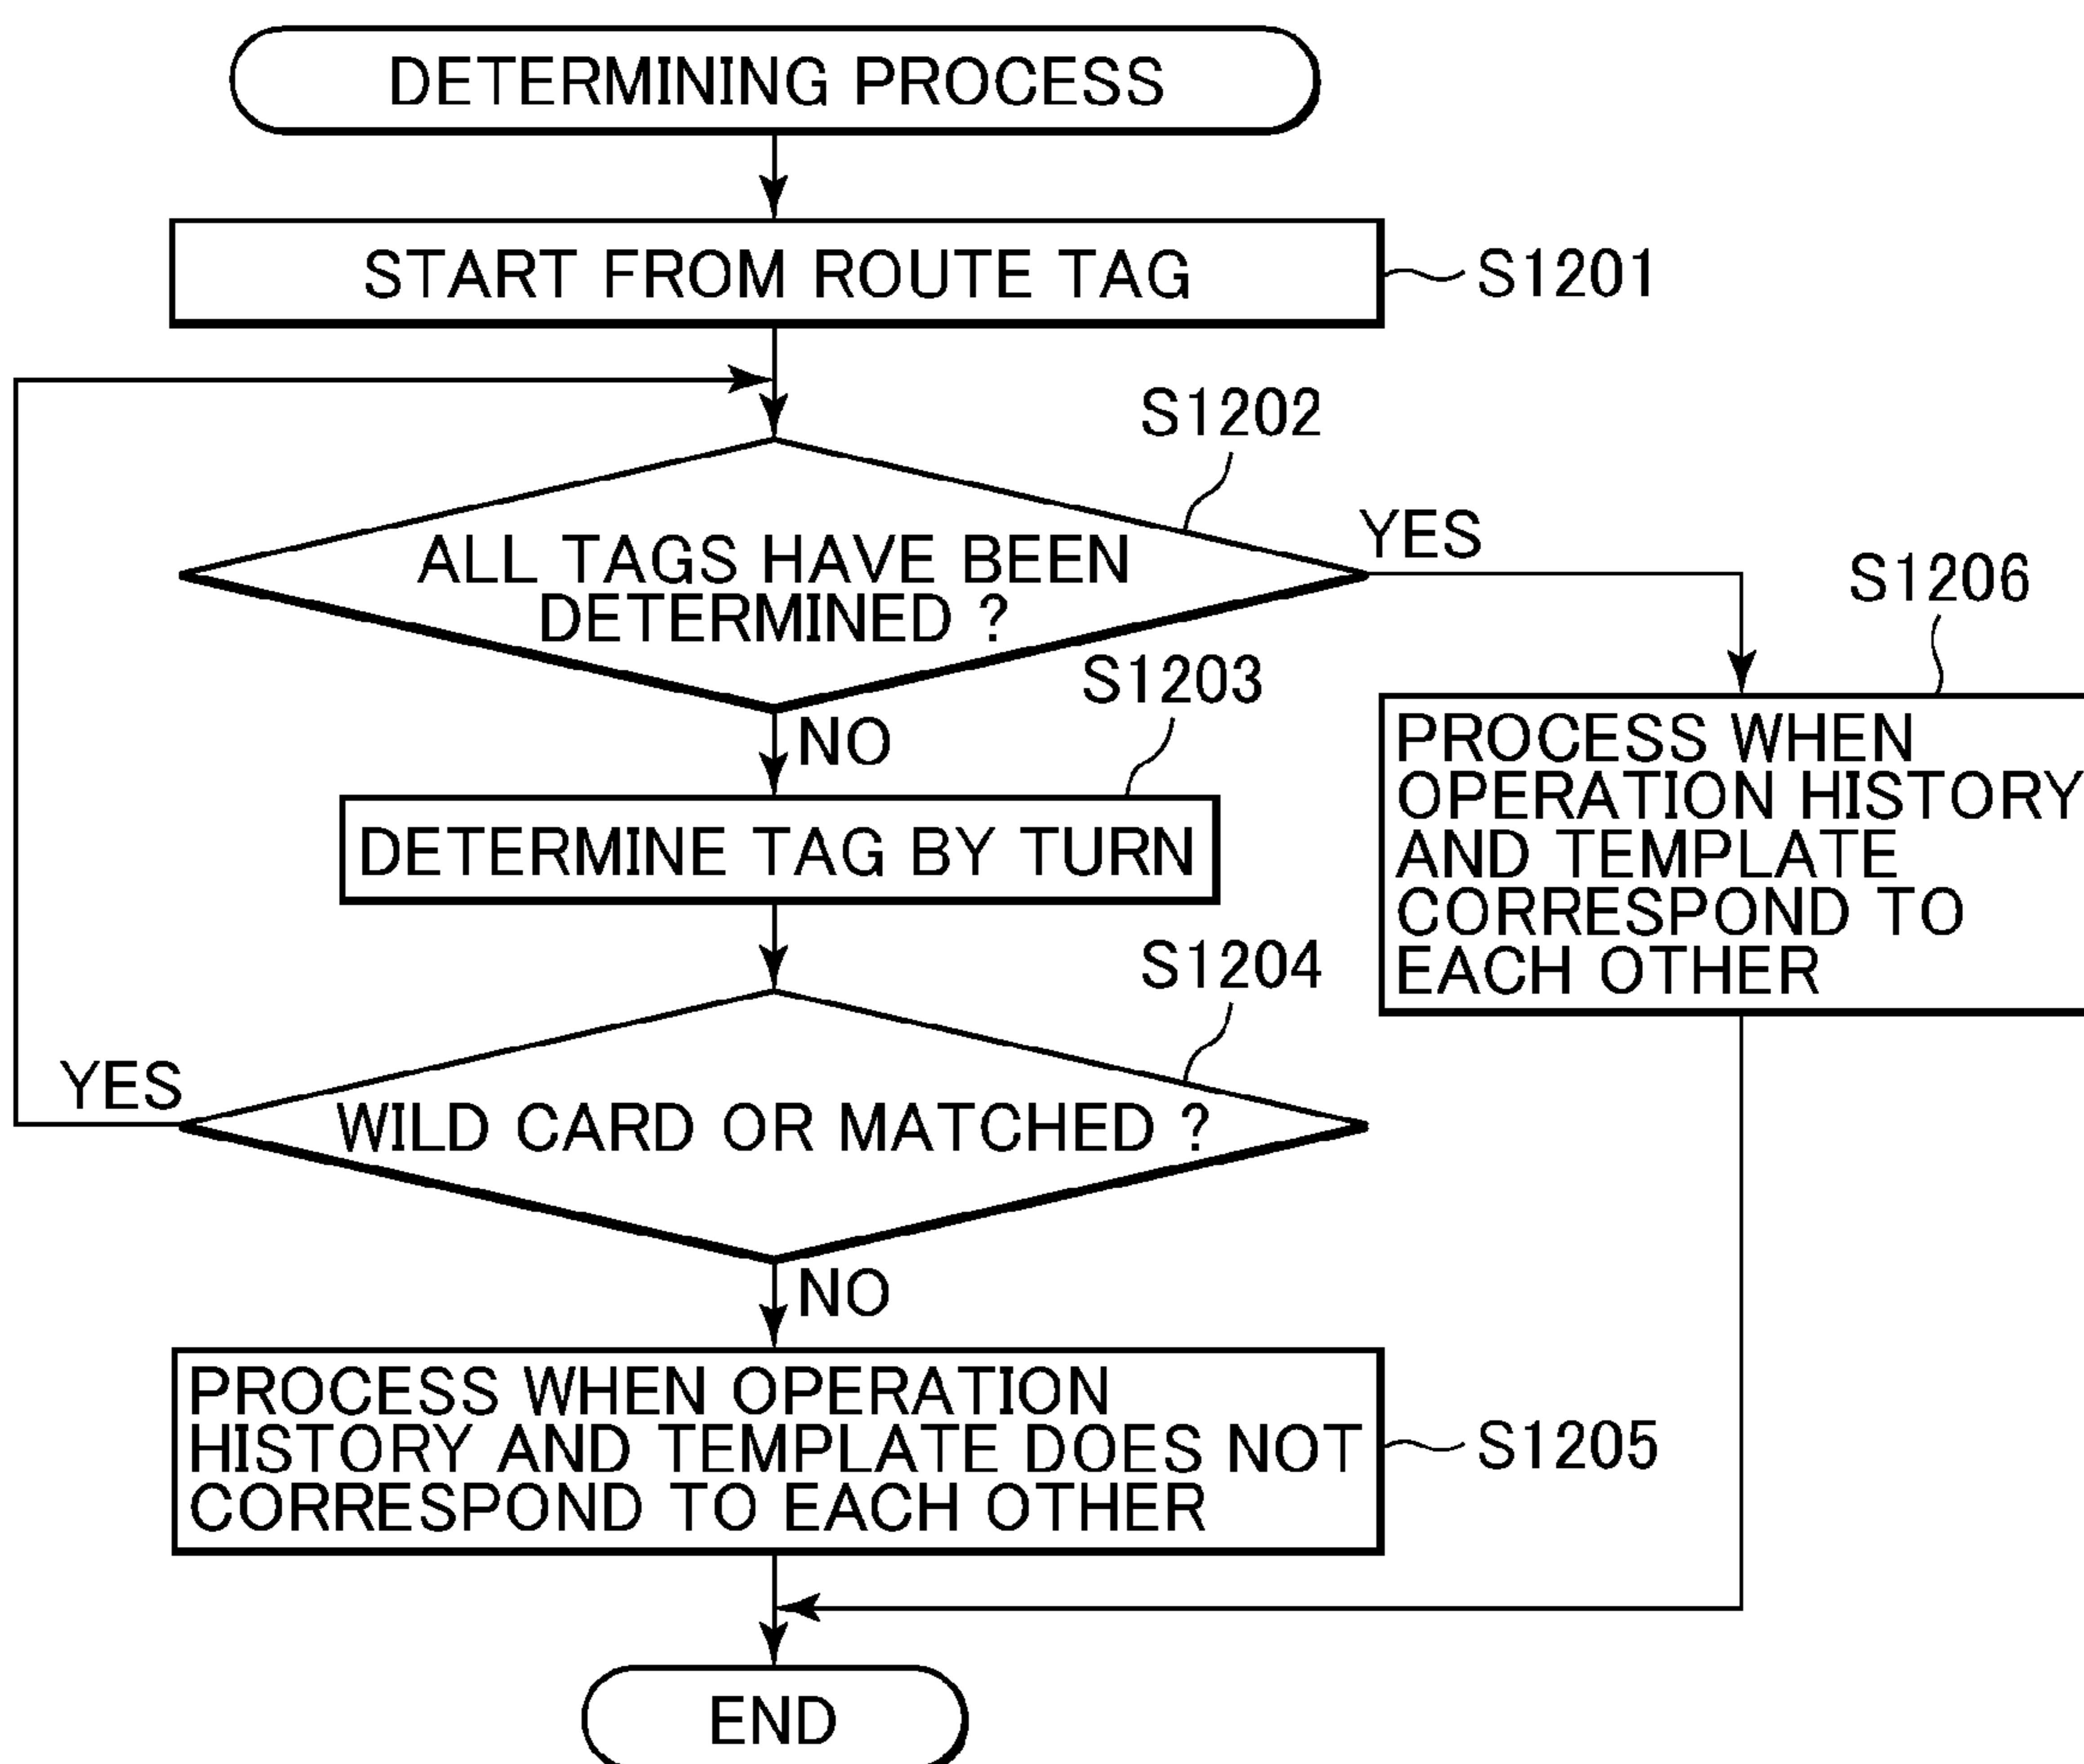 DETERMINING PROCESS
START FROM ROUTE TAG
S1201
S1202
ALL TAGS HAVE BEEN
DETERMINED ?
YES
S1206
NO
S1203
PROCESS WHEN
OPERATION HISTORY
AND TEMPLATE
CORRESPOND TO
EACH OTHER
DETERMINE TAG BY TURN
S1204
YES
WILD CARD OR MATCHED ?
NO
PROCESS WHEN OPERATION
HISTORY AND TEMPLATE DOES NOT
CORRESPOND TO EACH OTHER
S1205
END